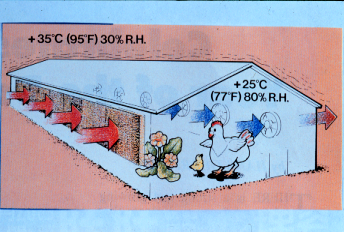 +35°C (95°F) 30% R.H.
+25°C
(77°F) 80% R.H.